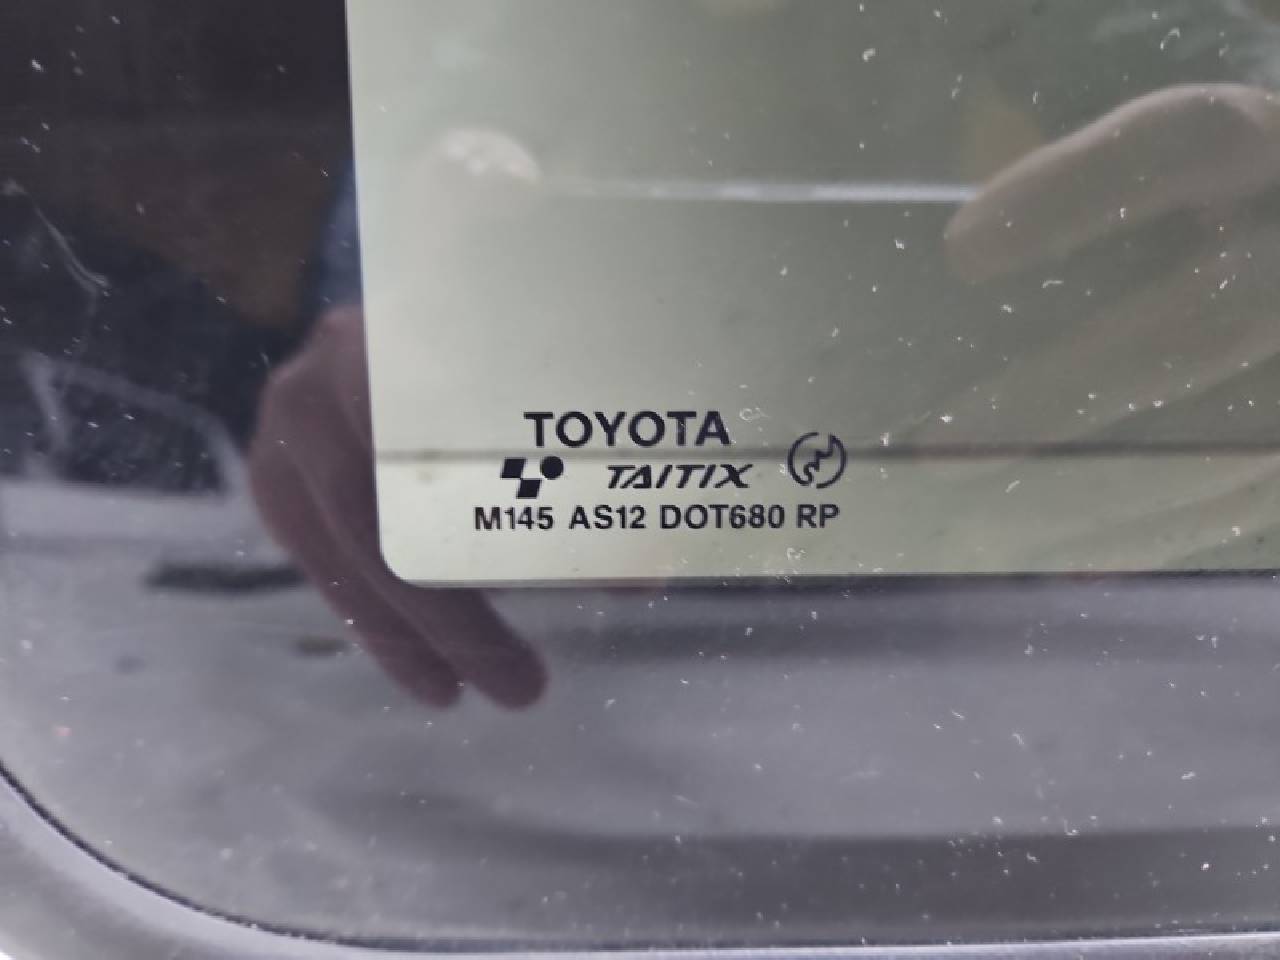 TOYOTA
TAITIX
M145 AS12 DOT680 RP